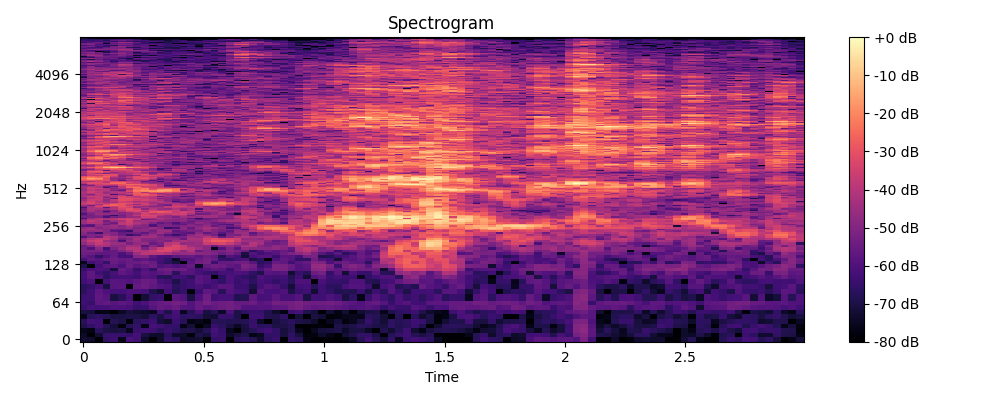 Spectrogram
Hz
4096
2048
1024
512
256
128
64
0
0
0.5
1
1.5
2
2.5
Time
+0 dB
-10 dB
-20 dB
-30 dB
-40 dB
-50 dB
-60 dB
-70 dB
-80 dB